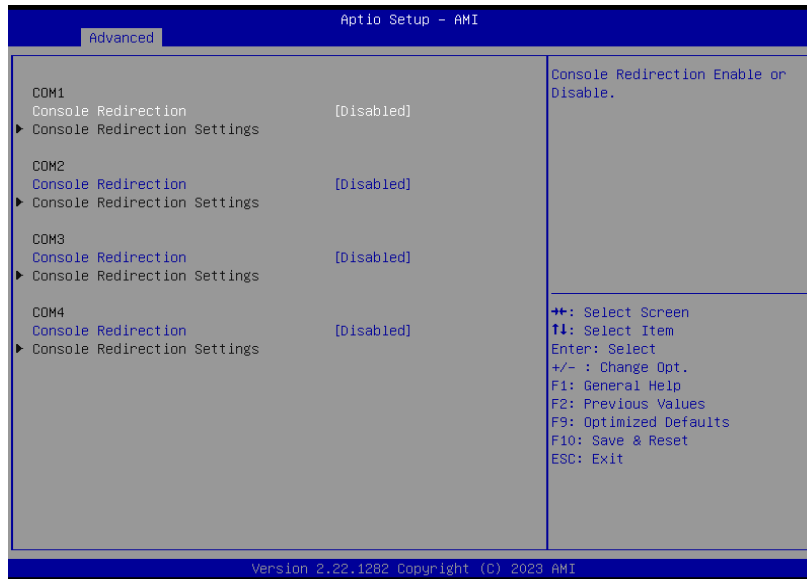 Aptio Setup – AMI
Advanced
COM1
Console Redirection [Disabled]
▶ Console Redirection Settings
COM2
Console Redirection [Disabled]
▶ Console Redirection Settings
COM3
Console Redirection [Disabled]
▶ Console Redirection Settings
COM4
Console Redirection [Disabled]
▶ Console Redirection Settings
Console Redirection Enable or
Disable.
→←: Select Screen
↑↓: Select Item
Enter: Select
+/- : Change Opt.
F1: General Help
F2: Previous Values
F9: Optimized Defaults
F10: Save & Reset
ESC: Exit
Version 2.22.1282 Copyright (C) 2023 AMI